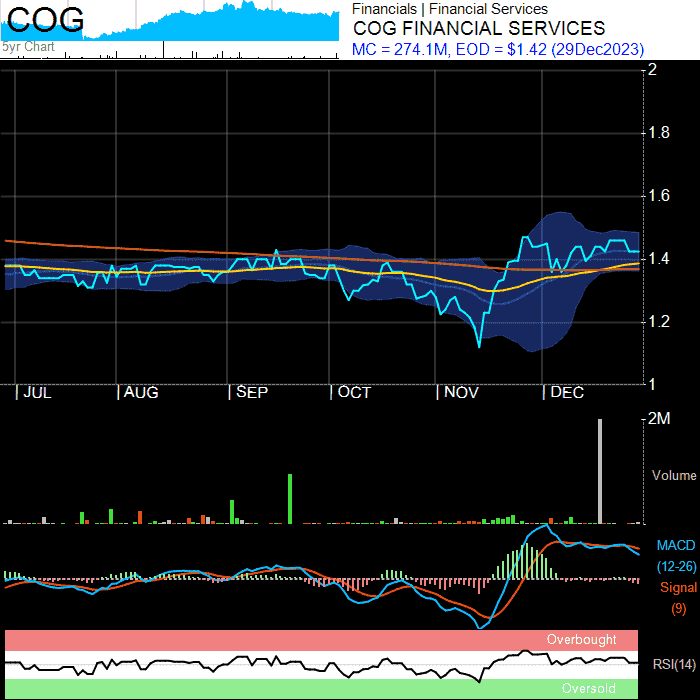 COG
5yr Chart
Financials | Financial Services
COG FINANCIAL SERVICES
MC = 274.1M, EOD = $1.42 (29Dec2023)
2
1.8
1.6
1.4
1.2
1
| JUL | AUG | SEP | OCT | NOV | DEC
2M
Volume
MACD
(12-26)
Signal
(9)
Overbought
RSI(14)
Oversold